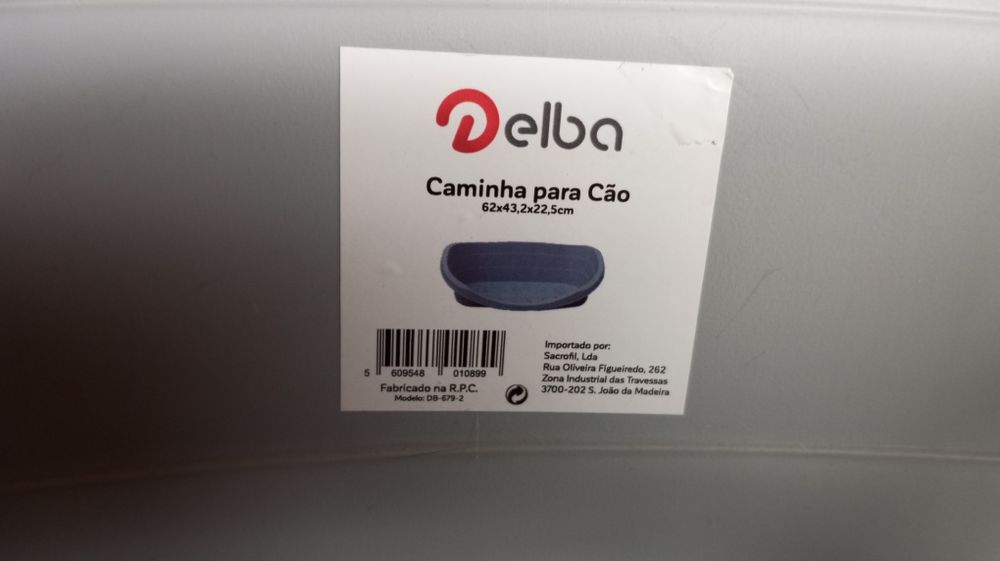 Delba
Caminha para Cão
62x43,2x22,5cm
5 609548 010899
Fabricado na R.P.C.
Modelo: DB-679-2
Importado por:
Sacrofil, Lda
Rua Oliveira Figueiredo, 262
Zona Industrial das Travessas
3700-202 S. João da Madeira